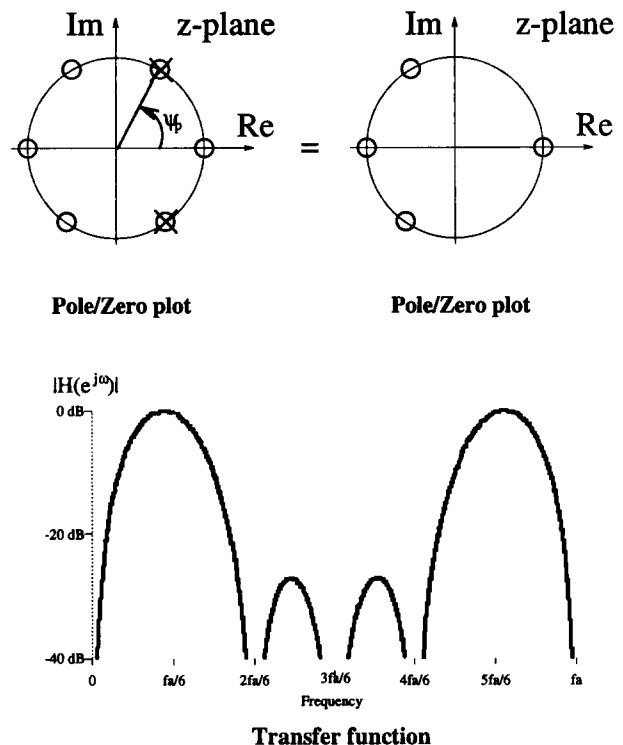 Im z-plane
Im z-plane
Ψp
Re
Re
=
Pole/Zero plot
Pole/Zero plot
|H(e^jω)|
0 dB
-20 dB
-40 dB
0 fa/6 2fa/6 3fa/6 4fa/6 5fa/6 fa
Frequency
Transfer function